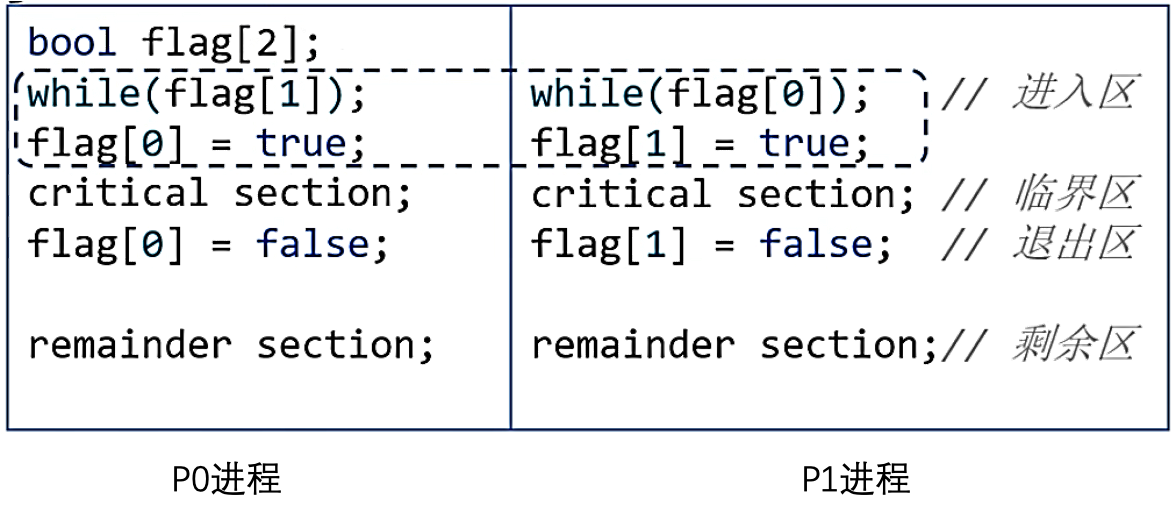 bool flag[2];
while(flag[1]); while(flag[0]); // 进入区
flag[0] = true; flag[1] = true;
critical section; critical section; // 临界区
flag[0] = false; flag[1] = false; // 退出区
remainder section; remainder section;// 剩余区
P0进程 P1进程